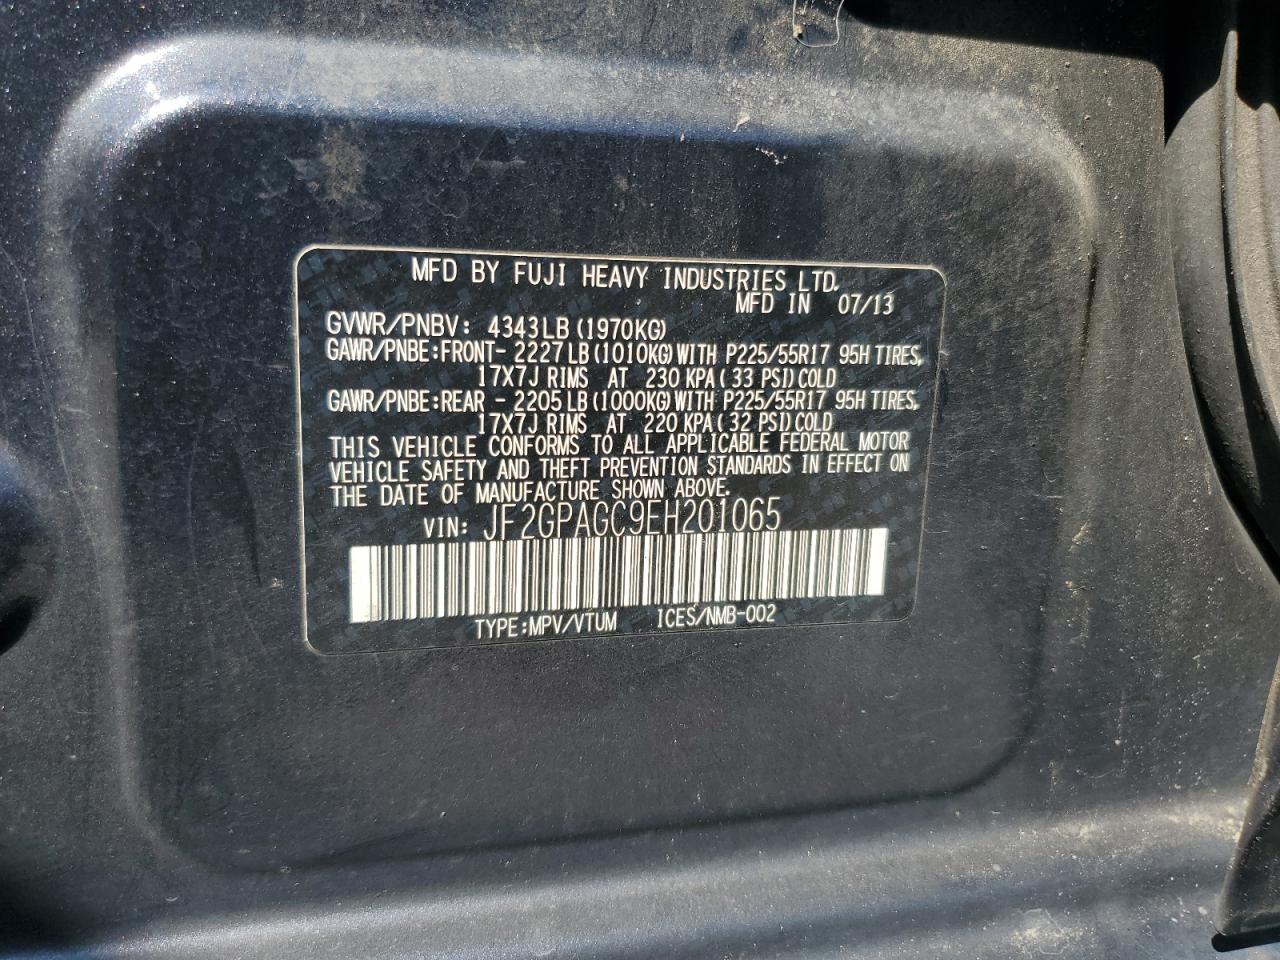 MFD BY FUJI HEAVY INDUSTRIES LTD.
MFD IN 07/13
GVWR/PNBV: 4343LB (1970KG)
GAWR/PNBE:FRONT- 2227 LB (1010KG) WITH P225/55R17 95H TIRES,
17X7J RIMS AT 230 KPA (33 PSI) COLD
GAWR/PNBE:REAR - 2205 LB (1000KG) WITH P225/55R17 95H TIRES,
17X7J RIMS AT 220 KPA (32 PSI) COLD
THIS VEHICLE CONFORMS TO ALL APPLICABLE FEDERAL MOTOR
VEHICLE SAFETY AND THEFT PREVENTION STANDARDS IN EFFECT ON
THE DATE OF MANUFACTURE SHOWN ABOVE.
VIN: JF2GPAGC9EH201065
TYPE:MPV/VTUM ICES/NMB-002